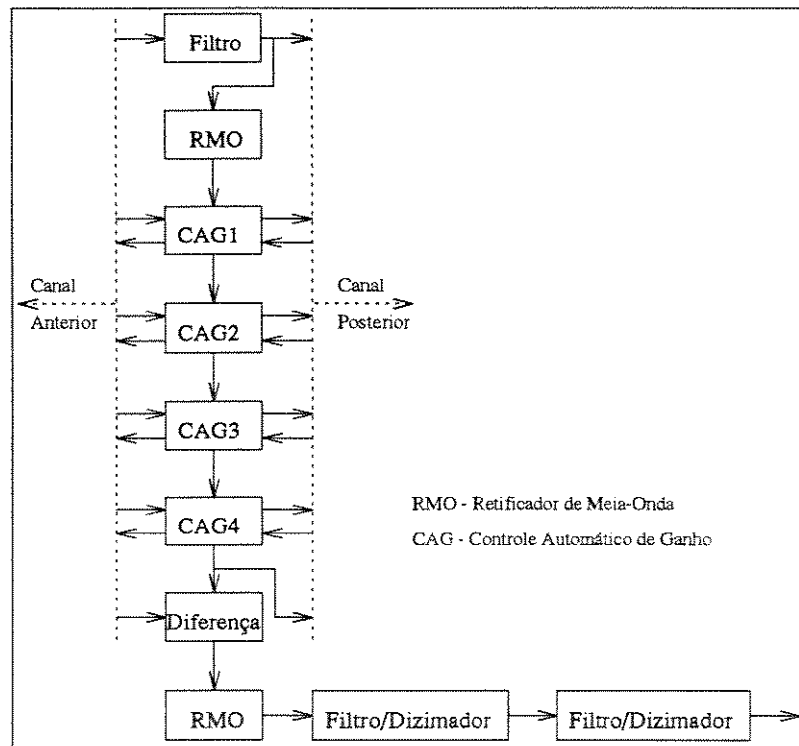 Filtro
RMO
CAG1
Canal
Anterior
Canal
Posterior
CAG2
CAG3
CAG4
RMO - Retificador de Meia-Onda
CAG - Controle Automático de Ganho
Diferença
RMO
Filtro/Dizimador
Filtro/Dizimador